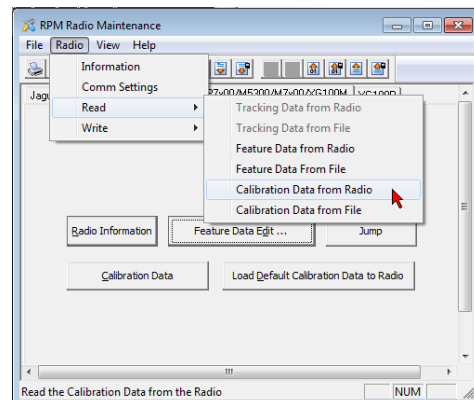 RPM Radio Maintenance
File Radio View Help
Information
Comm Settings
Read
Write
Tracking Data from Radio
Tracking Data from File
Feature Data from Radio
Feature Data From File
Calibration Data from Radio
Calibration Data from File
Radio Information
Feature Data Edit ...
Jump
Calibration Data
Load Default Calibration Data to Radio
Read the Calibration Data from the Radio
NUM